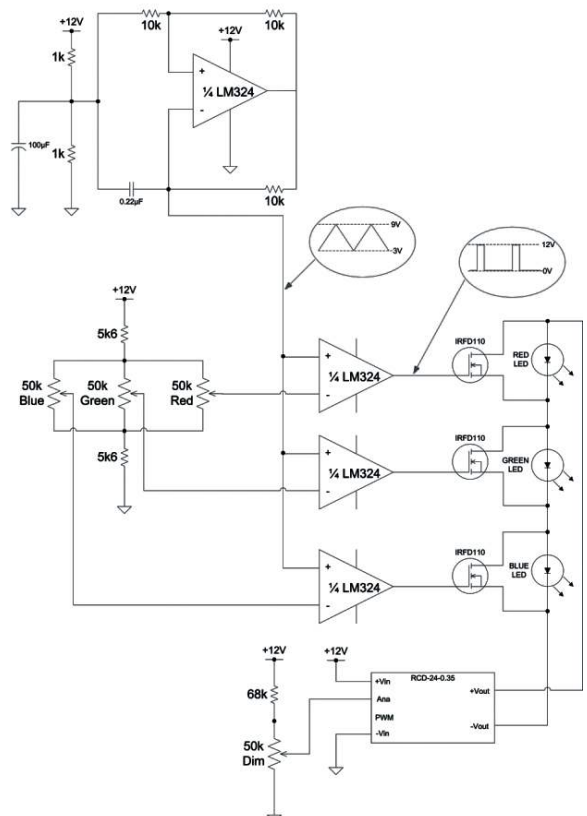 +12V
10k
10k
+12V
1k
+
¼ LM324
-
100µF
1k
0.22µF
10k
9V
3V
12V
0V
+12V
5k6
IRFD110
RED
LED
50k
Blue
50k
Green
50k
Red
+
¼ LM324
-
5k6
IRFD110
GREEN
LED
+
¼ LM324
-
IRFD110
BLUE
LED
+
¼ LM324
-
+12V
+12V
RCD-24-0.35
68k
+Vin
+Vout
Ana
PWM
-Vout
-Vin
50k
Dim